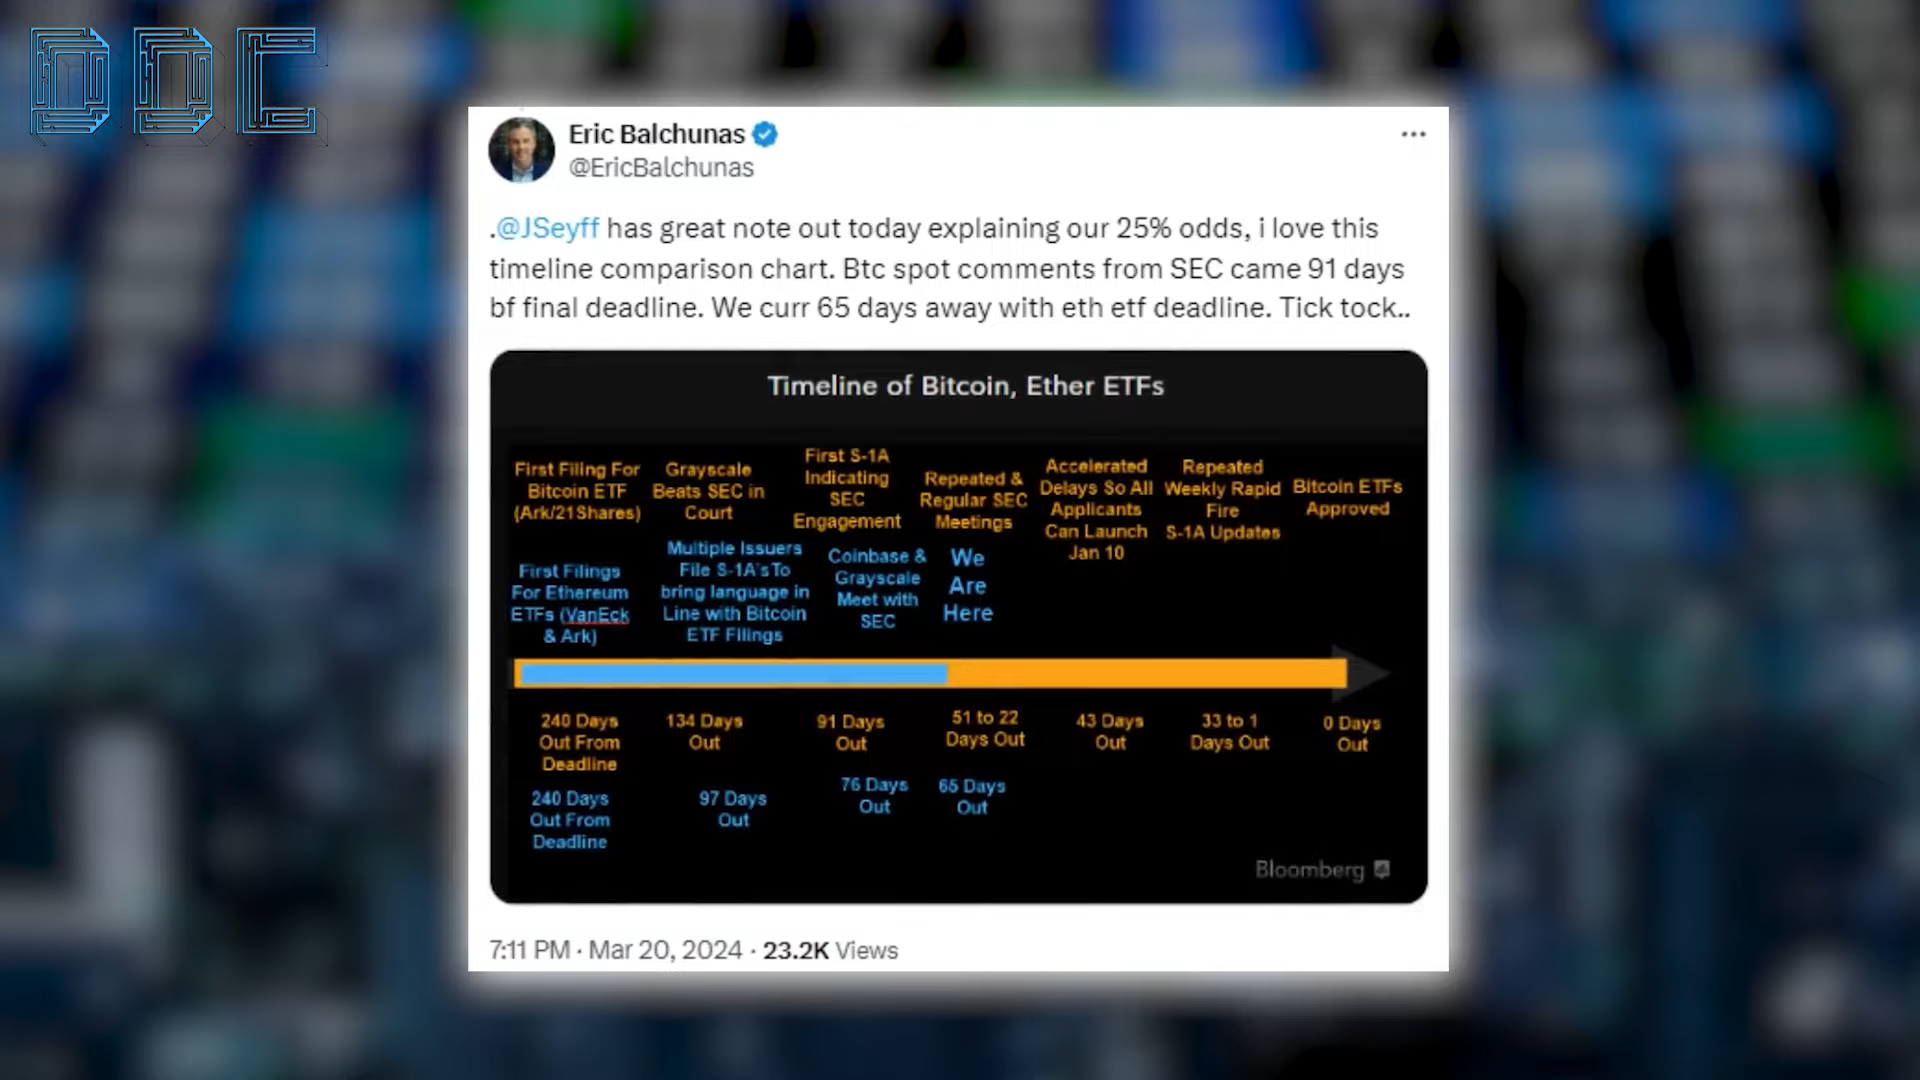 DDC
Eric Balchunas
@EricBalchunas
.@JSeyff has great note out today explaining our 25% odds, i love this
timeline comparison chart. Btc spot comments from SEC came 91 days
bf final deadline. We curr 65 days away with eth etf deadline. Tick tock..
Timeline of Bitcoin, Ether ETFs
First Filing For
Bitcoin ETF
(Ark/21Shares)
Grayscale
Beats SEC in
Court
First S-1A
Indicating
SEC
Engagement
Repeated &
Regular SEC
Meetings
Accelerated
Delays So All
Applicants
Can Launch
Jan 10
Repeated
Weekly Rapid
Fire
S-1A Updates
Bitcoin ETFs
Approved
First Filings
For Ethereum
ETFs (VanEck
& Ark)
Multiple Issuers
File S-1A'sTo
bring language in
Line with Bitcoin
ETF Filings
Coinbase &
Grayscale
Meet with
SEC
We
Are
Here
240 Days
Out From
Deadline
134 Days
Out
91 Days
Out
51 to 22
Days Out
43 Days
Out
33 to 1
Days Out
0 Days
Out
240 Days
Out From
Deadline
97 Days
Out
76 Days
Out
65 Days
Out
Bloomberg
7:11 PM · Mar 20, 2024 · 23.2K Views